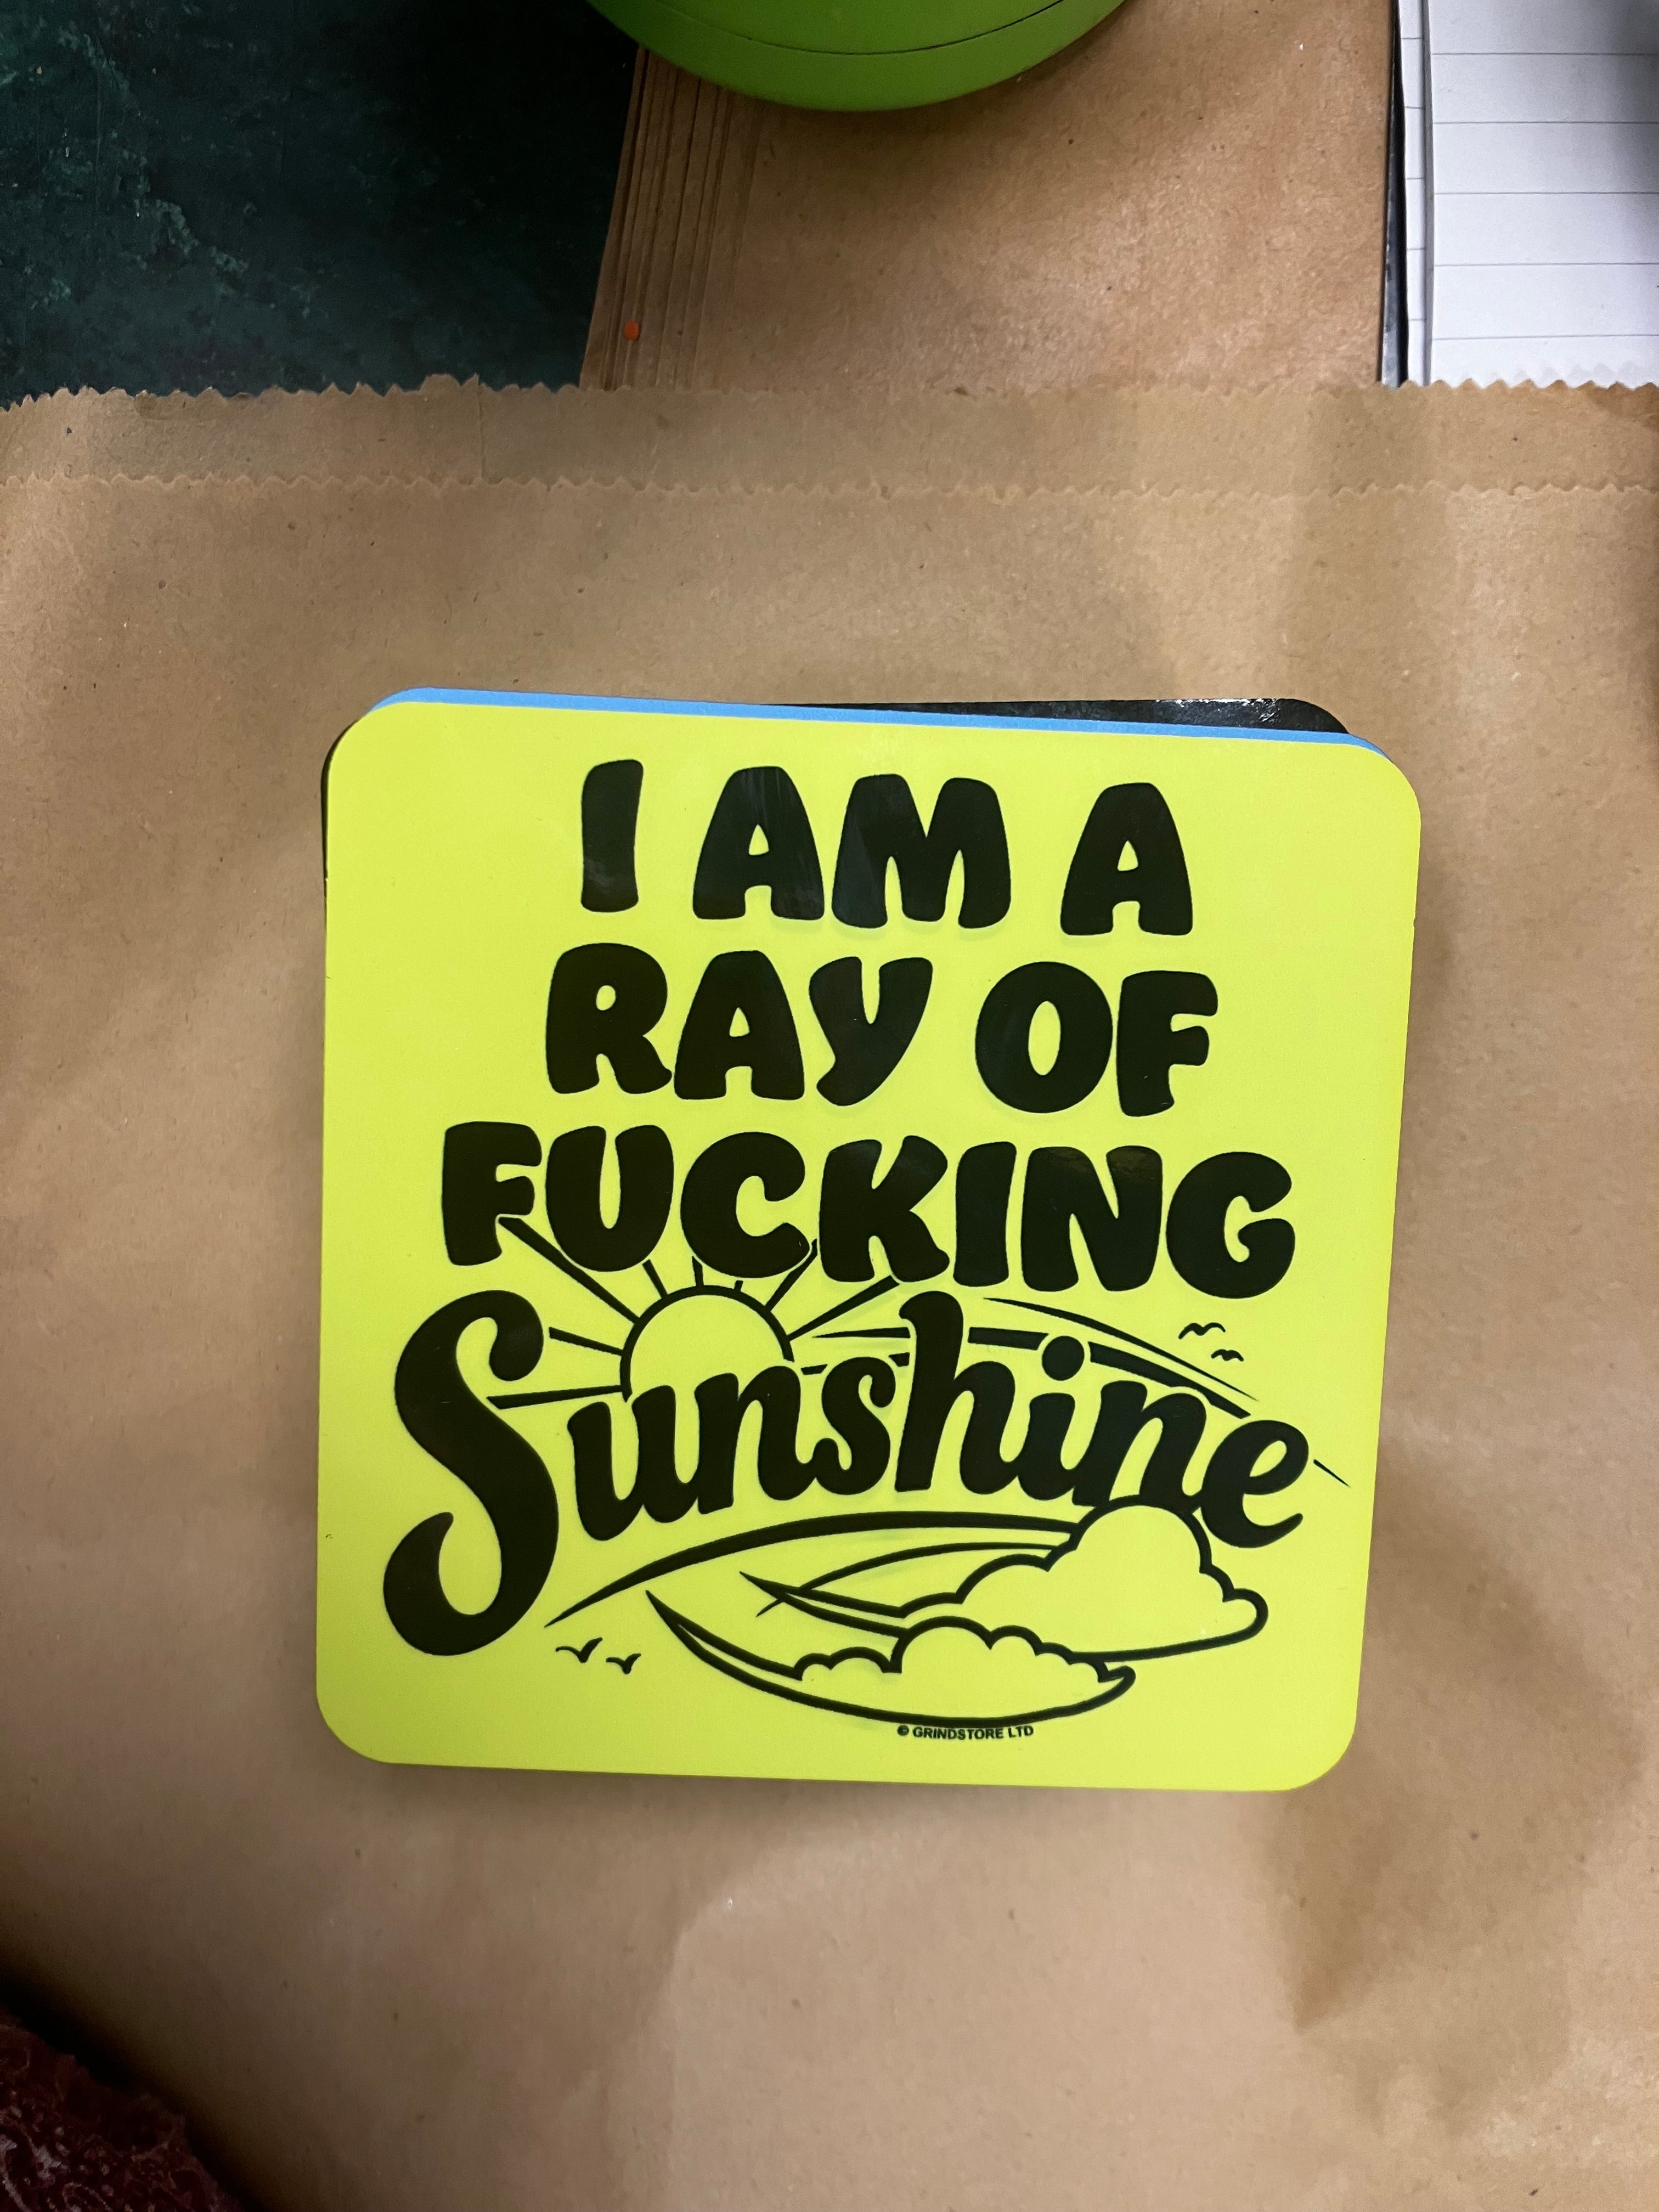 I AM A
RAY OF
FUCKING
Sunshine
© GRINDSTORE LTD